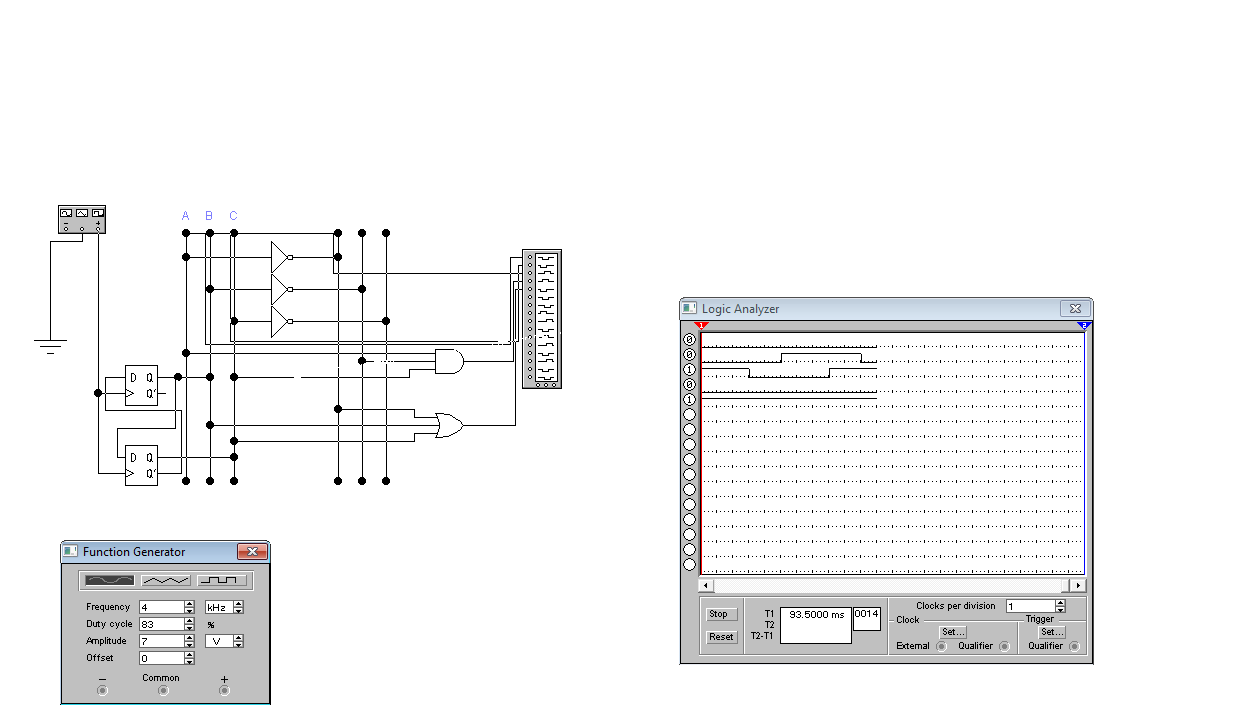 A B C
D Q
Q'
D Q
Q'
Function Generator
Frequency 4 kHz
Duty cycle 83 %
Amplitude 7 V
Offset 0
− Common +
Logic Analyzer
1 2
0
0
1
0
1
Stop
Reset
T1 93.5000 ms 0014
T2
T2-T1
Clocks per division 1
Clock Trigger
Set... Set...
External Qualifier Qualifier